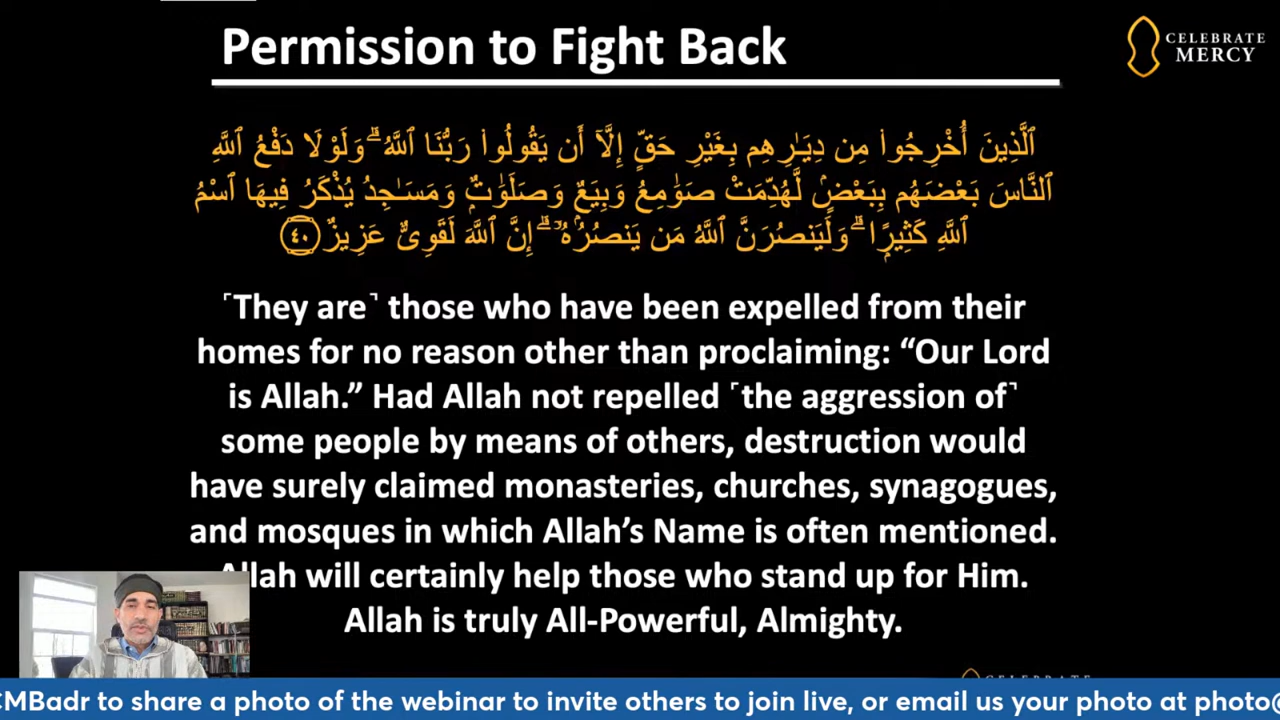 Permission to Fight Back
CELEBRATE
MERCY
ٱلَّذِينَ أُخْرِجُوا۟ مِن دِيَـٰرِهِم بِغَيْرِ حَقٍّ إِلَّآ أَن يَقُولُوا۟ رَبُّنَا ٱللَّهُ ۗ وَلَوْلَا دَفْعُ ٱللَّهِ
ٱلنَّاسَ بَعْضَهُم بِبَعْضٍۢ لَّهُدِّمَتْ صَوَٰمِعُ وَبِيَعٌۭ وَصَلَوَٰتٌۭ وَمَسَـٰجِدُ يُذْكَرُ فِيهَا ٱسْمُ
ٱللَّهِ كَثِيرًۭا ۗ وَلَيَنصُرَنَّ ٱللَّهُ مَن يَنصُرُهُۥٓ ۗ إِنَّ ٱللَّهَ لَقَوِىٌّ عَزِيزٌ ٤٠
˹They are˺ those who have been expelled from their
homes for no reason other than proclaiming: “Our Lord
is Allah.” Had Allah not repelled ˹the aggression of˺
some people by means of others, destruction would
have surely claimed monasteries, churches, synagogues,
and mosques in which Allah’s Name is often mentioned.
Allah will certainly help those who stand up for Him.
Allah is truly All-Powerful, Almighty.
CELEBRATE
CMBadr to share a photo of the webinar to invite others to join live, or email us your photo at photo@